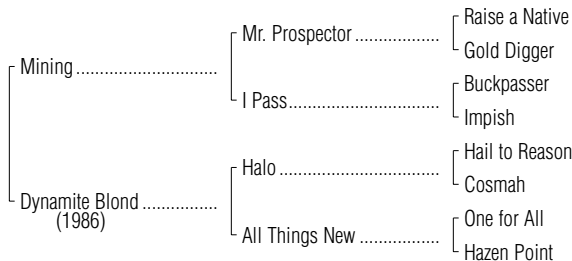 Raise a Native
Mr. Prospector ..................
Gold Digger
Mining ..............................
Buckpasser
I Pass................................
Impish
Hail to Reason
Halo ..................................
Cosmah
Dynamite Blond ................
(1986)
One for All
All Things New .................
Hazen Point